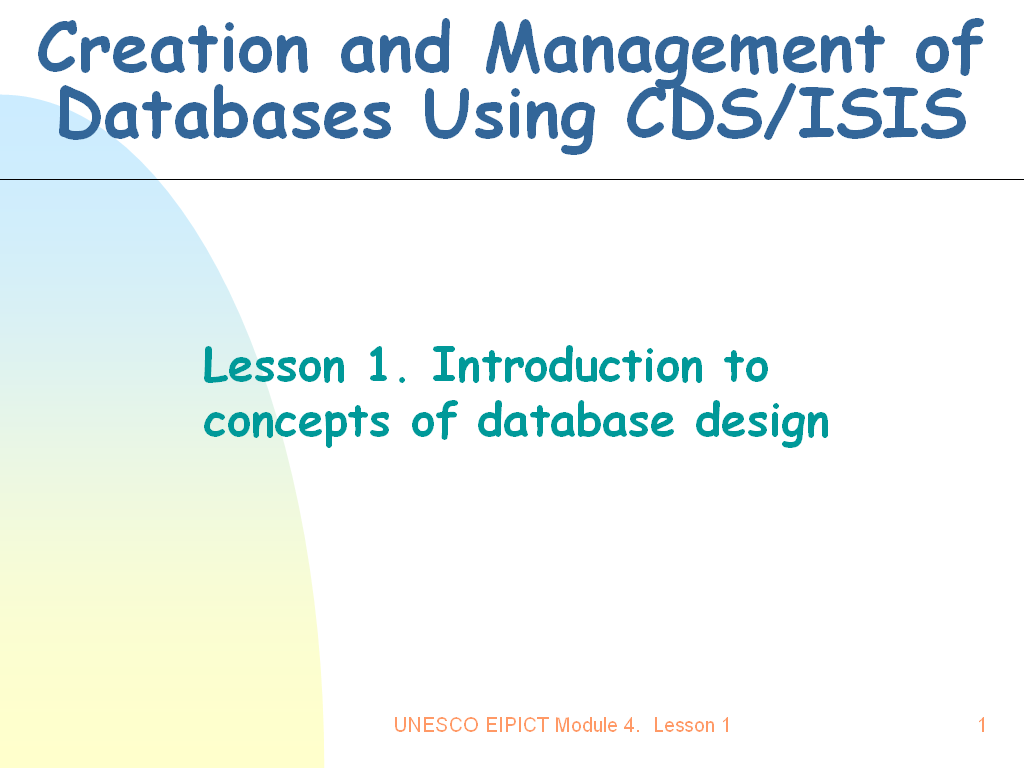 Creation and Management of
Databases Using CDS/ISIS
Lesson 1. Introduction to
concepts of database design
UNESCO EIPICT Module 4. Lesson 1
1